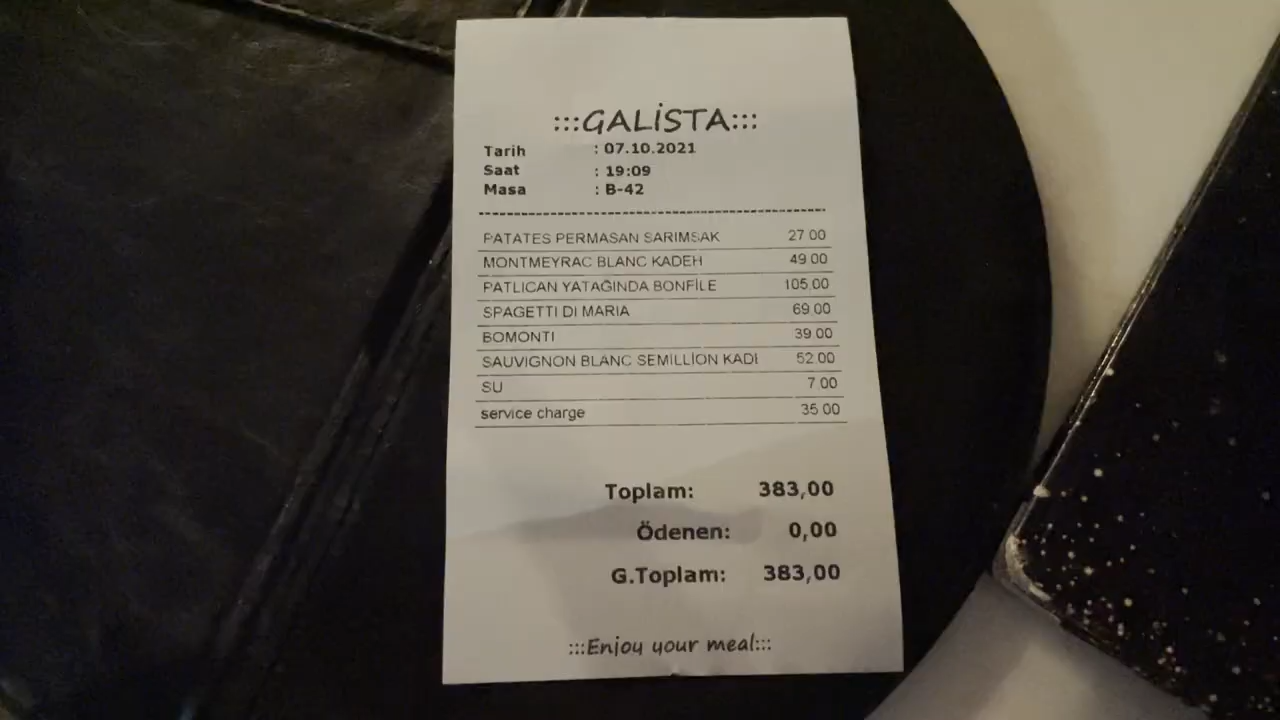 :::GALİSTA:::
Tarih : 07.10.2021
Saat : 19:09
Masa : B-42
PATATES PERMASAN SARIMSAK 27.00
MONTMEYRAC BLANC KADEH 49.00
PATLICAN YATAĞINDA BONFİLE 105.00
SPAGETTI DI MARIA 69.00
BOMONTI 39.00
SAUVIGNON BLANC SEMILLİON KADI 52.00
SU 7.00
service charge 35.00
Toplam: 383,00
Ödenen: 0,00
G.Toplam: 383,00
:::Enjoy your meal:::